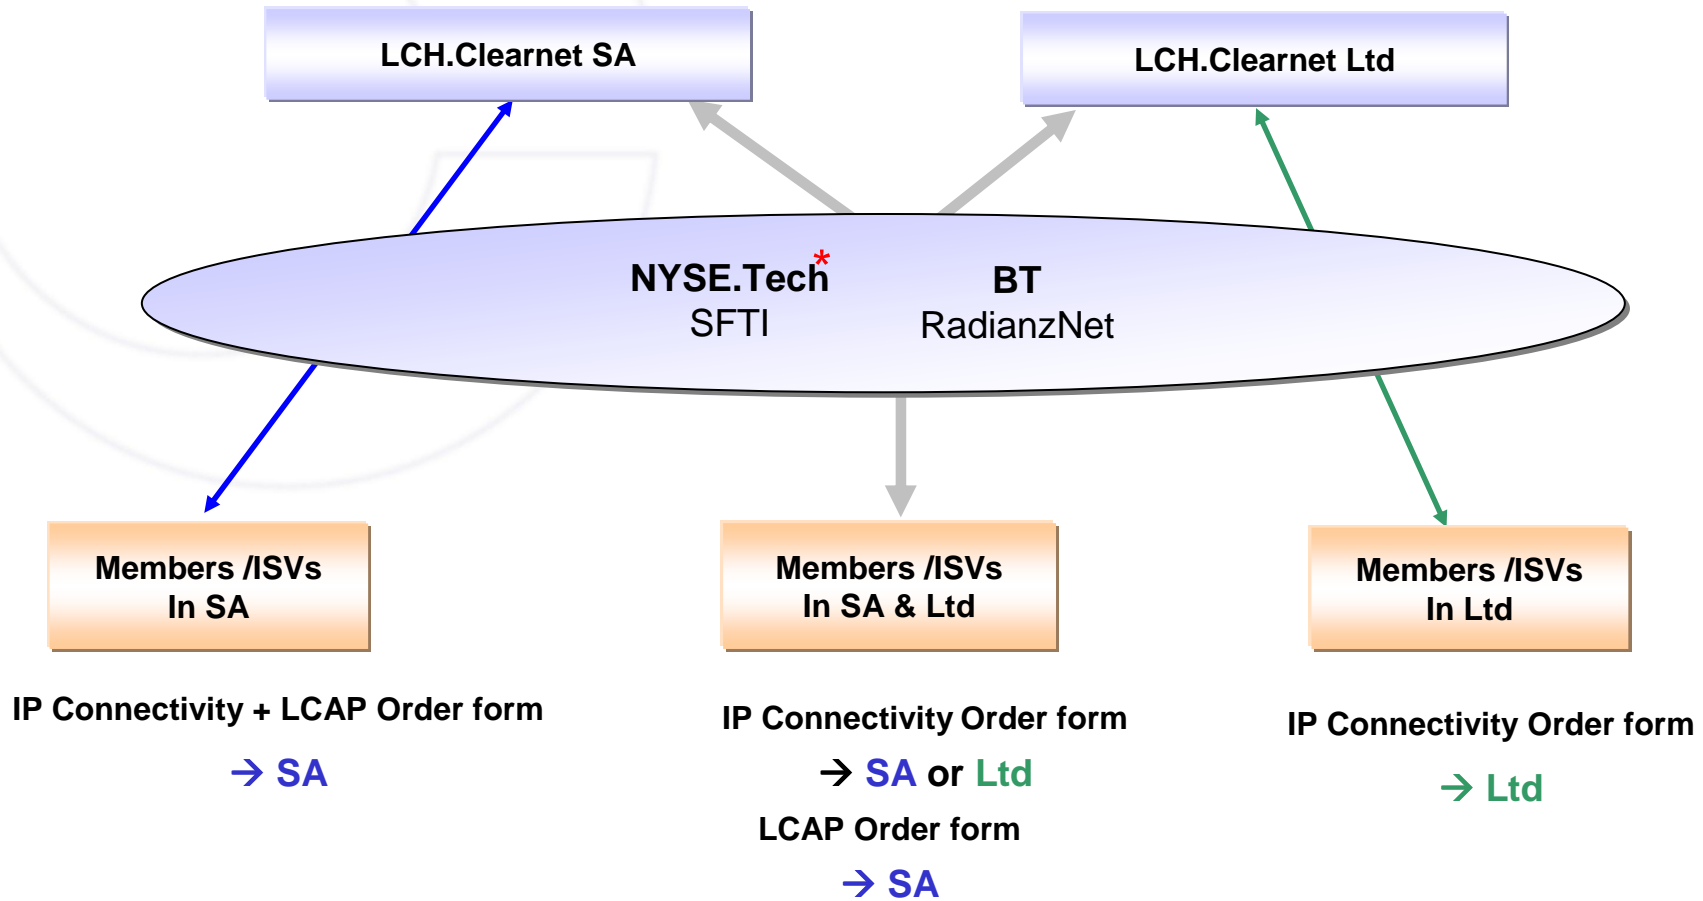 LCH.Clearnet SA
LCH.Clearnet Ltd
NYSE.Tech*
SFTI
BT
RadianzNet
Members /ISVs
In SA
Members /ISVs
In SA & Ltd
Members /ISVs
In Ltd
IP Connectivity + LCAP Order form
→ SA
IP Connectivity Order form
→ SA or Ltd
LCAP Order form
→ SA
IP Connectivity Order form
→ Ltd